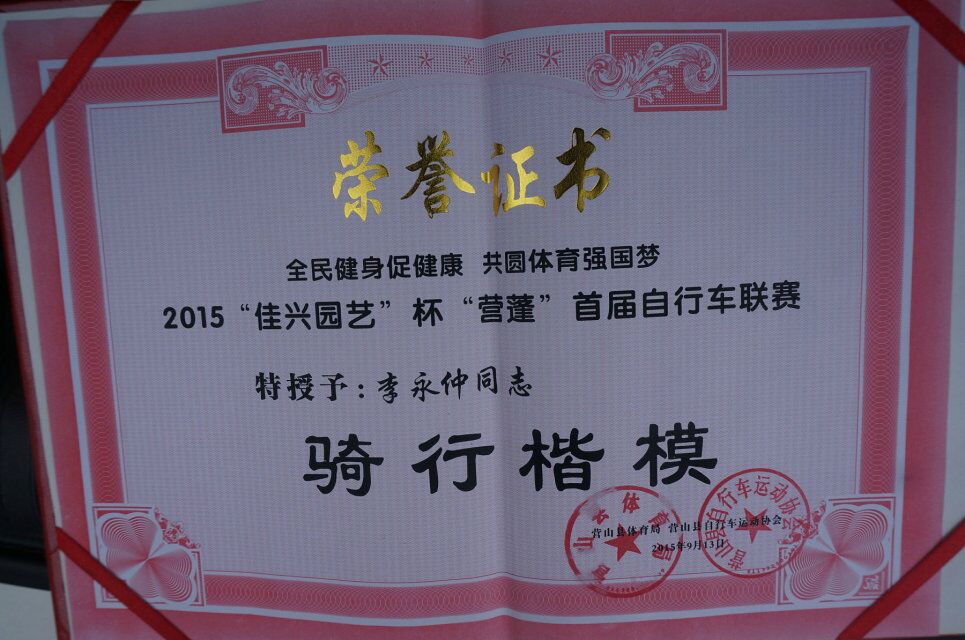 荣誉证书
全民健身促健康 共圆体育强国梦
2015“佳兴园艺”杯“营蓬”首届自行车联赛
特授予：李永仲同志
骑行楷模
营山县体育局 营山县自行车运动协会
2015年9月13日